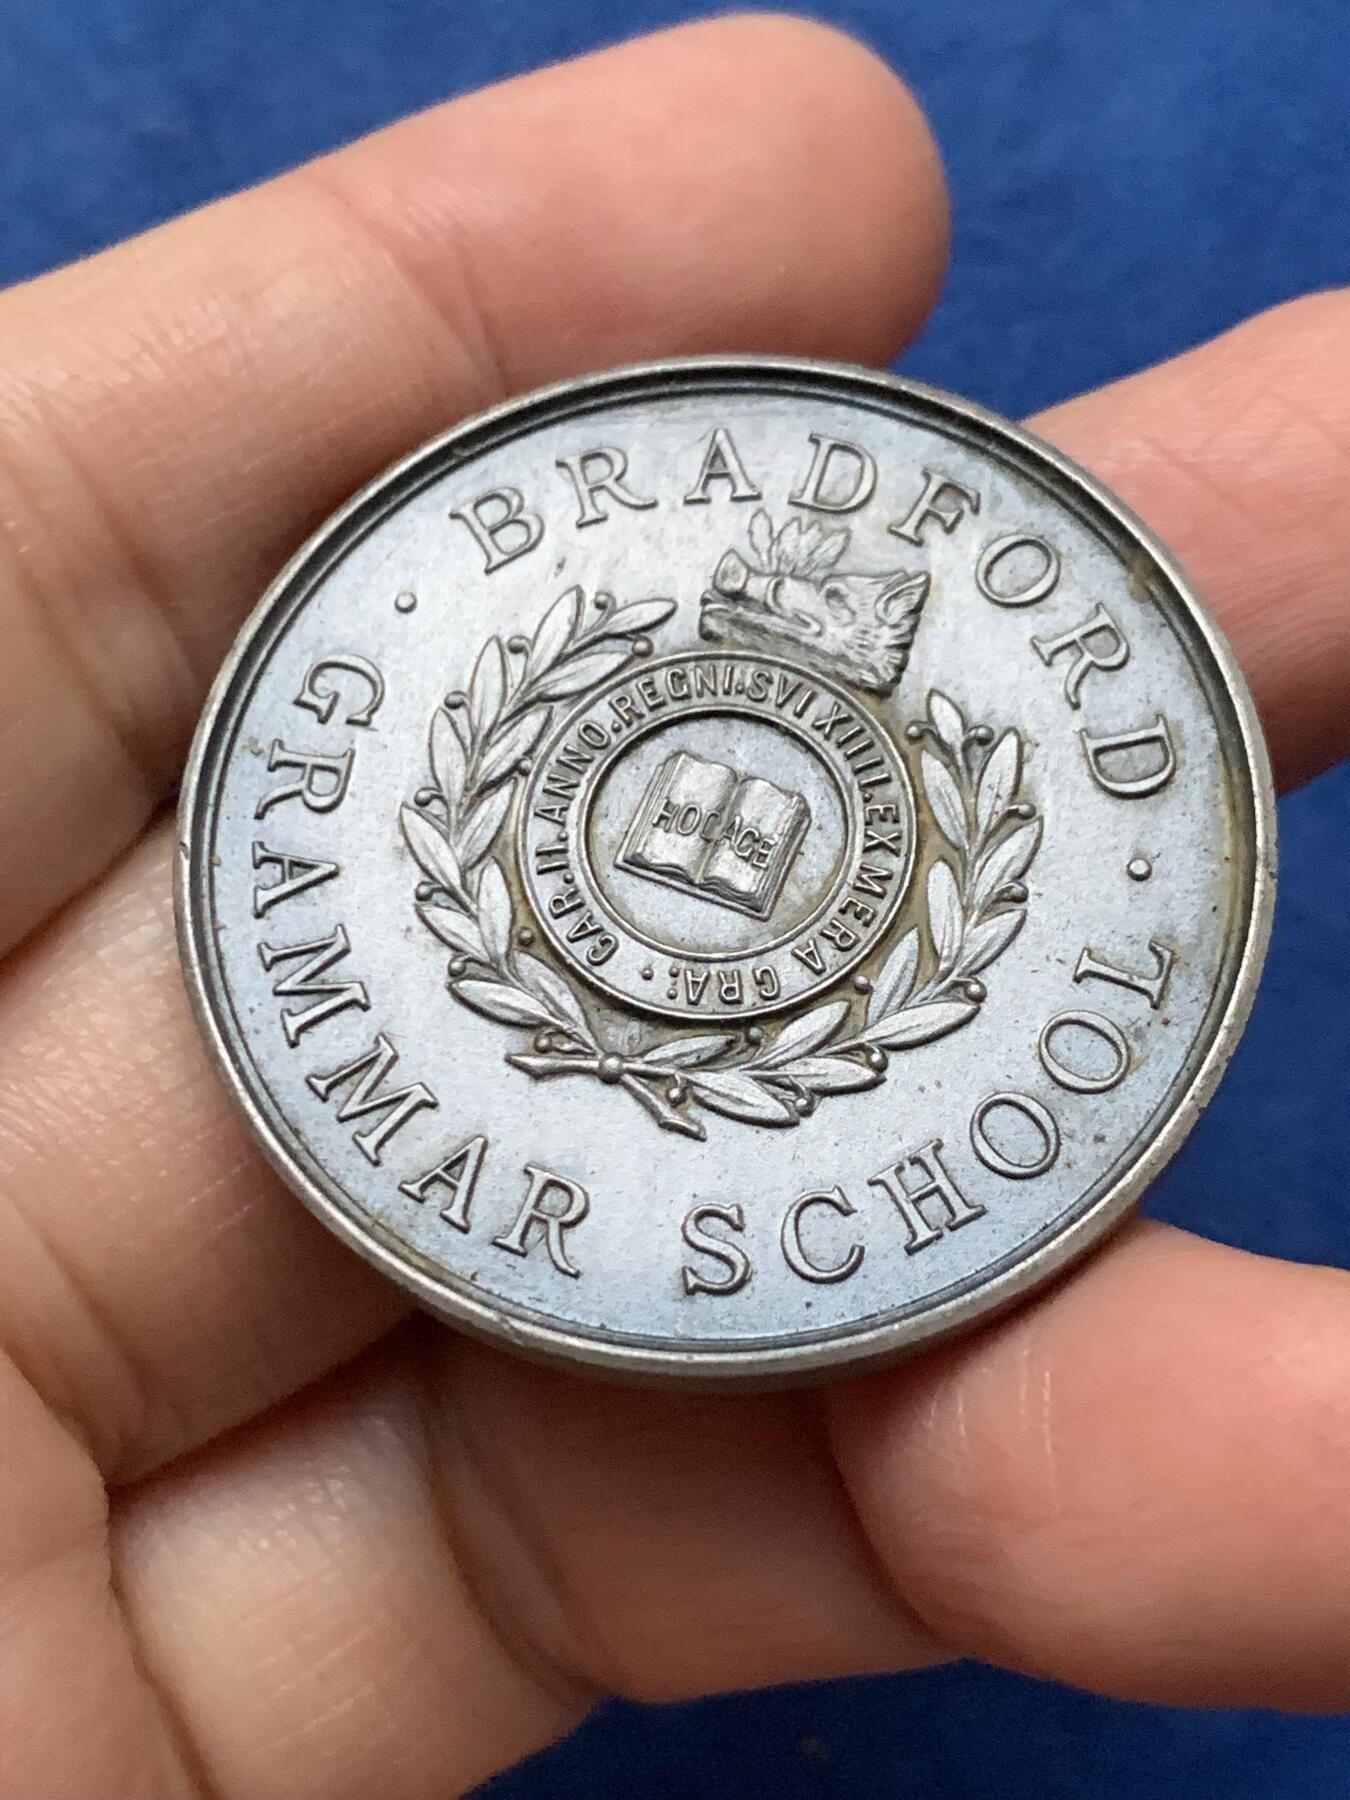 · BRADFORD ·
GRAMMAR SCHOOL
CAR.II.ANNO.REGNI.SVI XIIII.EX MERA GRA: ·
HOC AGE